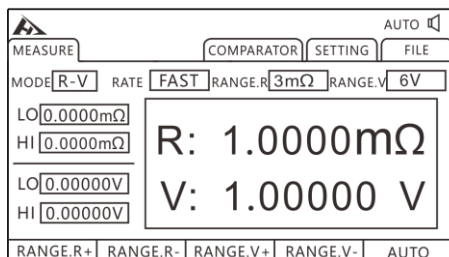 AUTO
MEASURE COMPARATOR SETTING FILE
MODE R-V RATE FAST RANGE.R 3mΩ RANGE.V 6V
LO 0.0000mΩ
HI 0.0000mΩ
R: 1.0000mΩ
LO 0.00000V
HI 0.00000V
V: 1.00000 V
RANGE.R+ RANGE.R- RANGE.V+ RANGE.V- AUTO